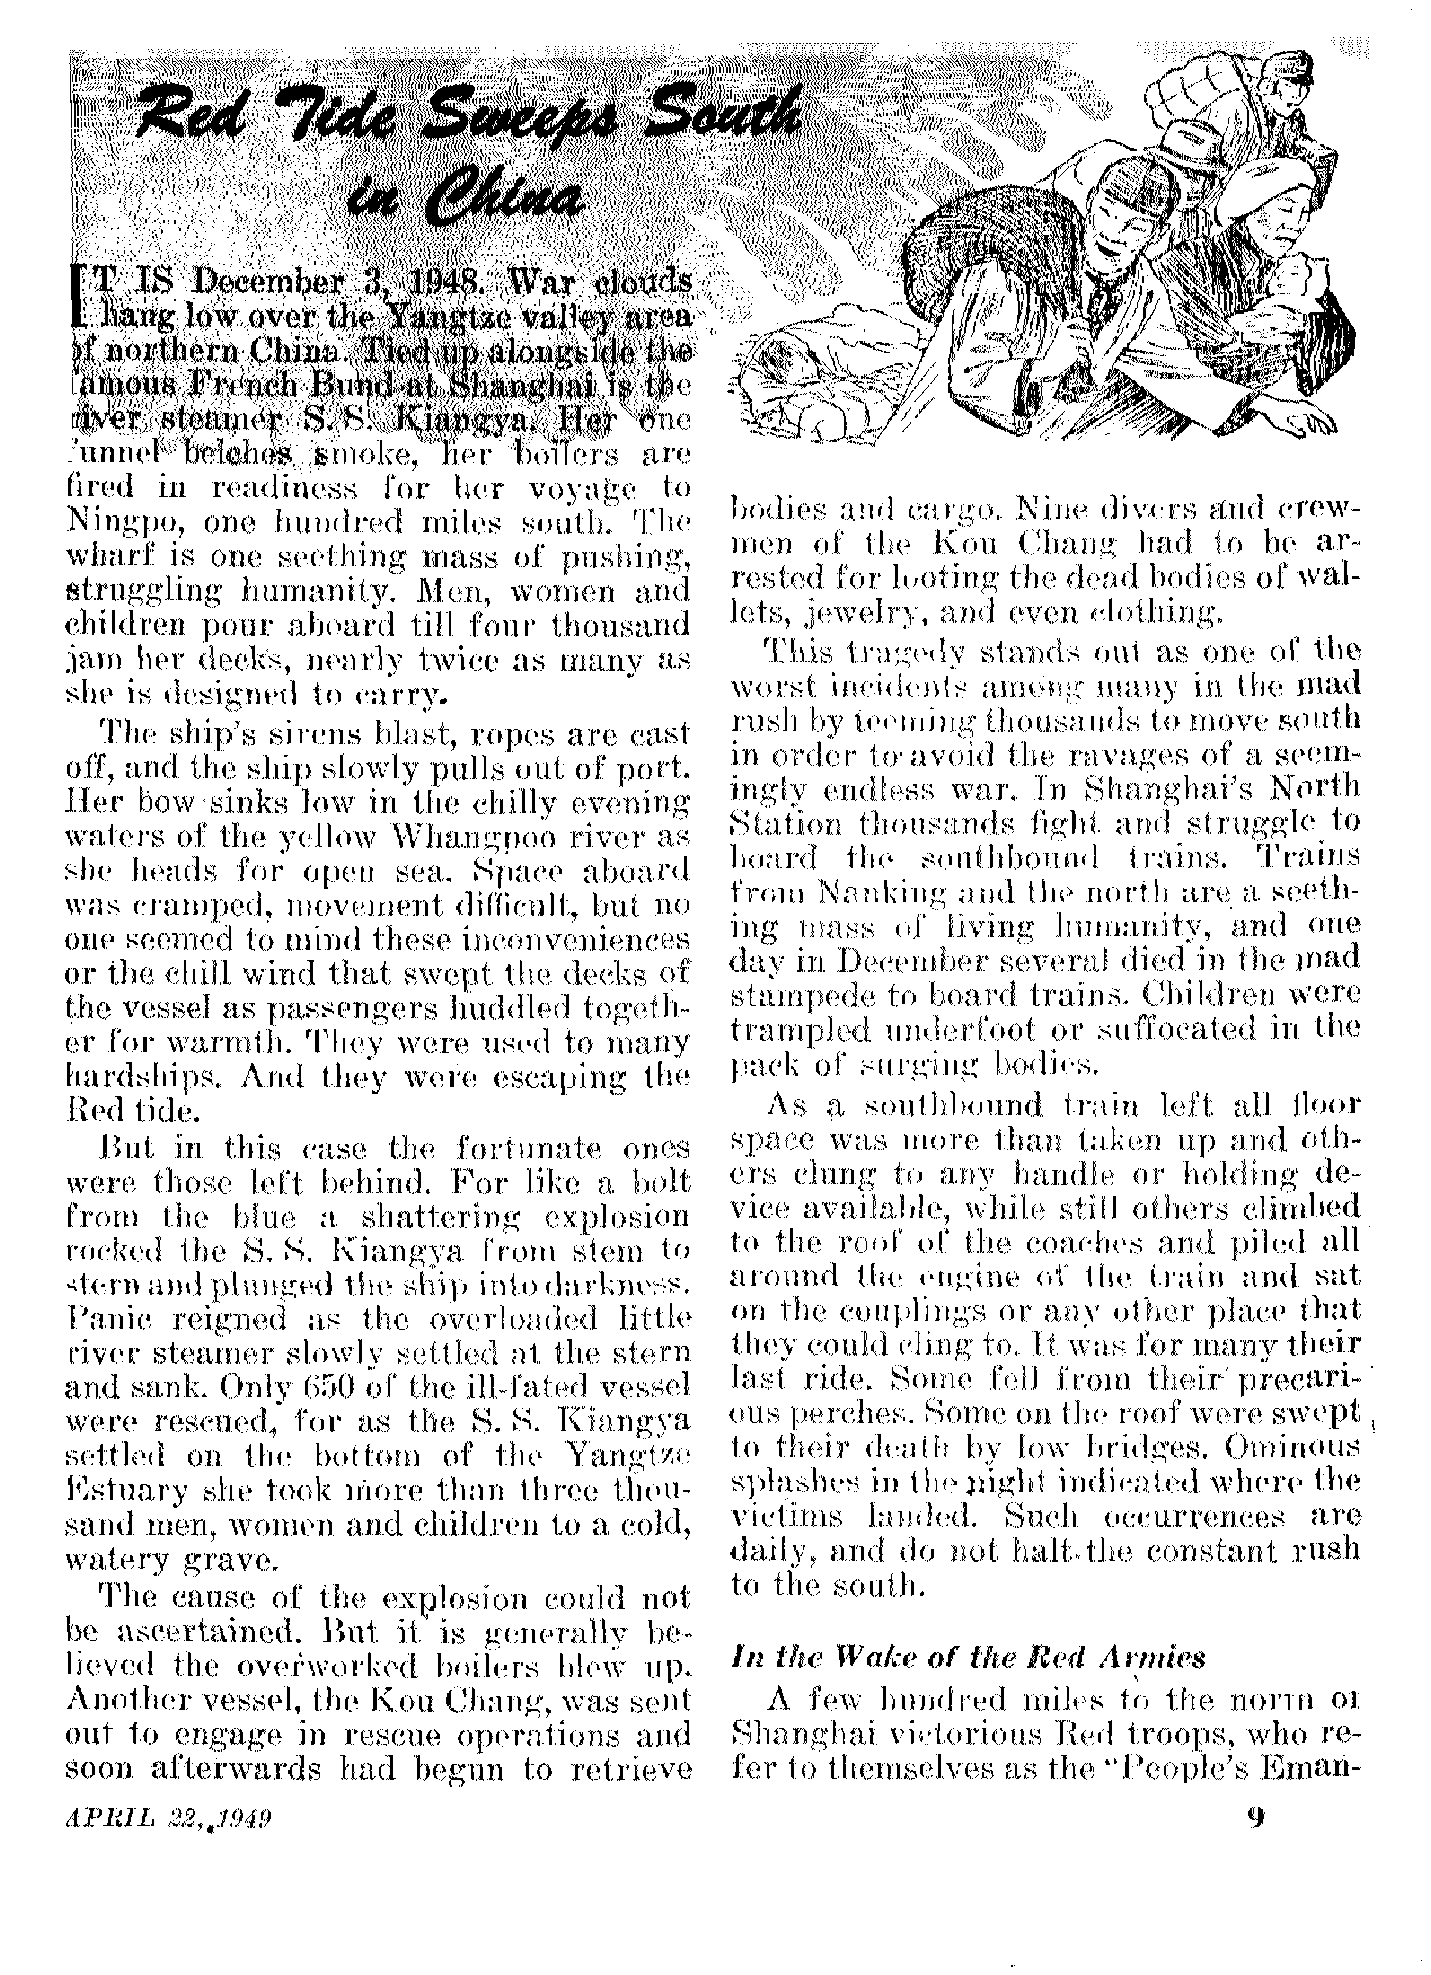 Red Tide Sweeps South
in China
IT IS December 3, 1948. War clouds
hang low over the Yangtze valley area
of northern China. Tied up alongside the
famous French Bund at Shanghai is the
river steamer S. S. Kiangya. Her one
funnel belches smoke, her boilers are
fired in readiness for her voyage to
Ningpo, one hundred miles south. The
wharf is one seething mass of pushing,
struggling humanity. Men, women and
children pour aboard till four thousand
jam her decks, nearly twice as many as
she is designed to carry.
The ship's sirens blast, ropes are cast
off, and the ship slowly pulls out of port.
Her bow sinks low in the chilly evening
waters of the yellow Whangpoo river as
she heads for open sea. Space aboard
was cramped, movement difficult, but no
one seemed to mind these inconveniences
or the chill wind that swept the decks of
the vessel as passengers huddled togeth-
er for warmth. They were used to many
hardships. And they were escaping the
Red tide.
But in this case the fortunate ones
were those left behind. For like a bolt
from the blue a shattering explosion
rocked the S. S. Kiangya from stem to
stern and plunged the ship into darkness.
Panic reigned as the overloaded little
river steamer slowly settled at the stern
and sank. Only 650 of the ill-fated vessel
were rescued, for as the S. S. Kiangya
settled on the bottom of the Yangtze
Estuary she took more than three thou-
sand men, women and children to a cold,
watery grave.
The cause of the explosion could not
be ascertained. But it is generally be-
lieved the overworked boilers blew up.
Another vessel, the Kou Chang, was sent
out to engage in rescue operations and
soon afterwards had begun to retrieve
bodies and cargo. Nine divers and crew-
men of the Kou Chang had to be ar-
rested for looting the dead bodies of wal-
lets, jewelry, and even clothing.
This tragedy stands out as one of the
worst incidents among many in the mad
rush by teeming thousands to move south
in order to avoid the ravages of a seem-
ingly endless war. In Shanghai's North
Station thousands fight and struggle to
board the southbound trains. Trains
from Nanking and the north are a seeth-
ing mass of living humanity, and one
day in December several died in the mad
stampede to board trains. Children were
trampled underfoot or suffocated in the
pack of surging bodies.
As a southbound train left all floor
space was more than taken up and oth-
ers clung to any handle or holding de-
vice available, while still others climbed
to the roof of the coaches and piled all
around the engine of the train and sat
on the couplings or any other place that
they could cling to. It was for many their
last ride. Some fell from their precari-
ous perches. Some on the roof were swept
to their death by low bridges. Ominous
splashes in the night indicated where the
victims landed. Such occurrences are
daily, and do not halt the constant rush
to the south.
In the Wake of the Red Armies
A few hundred miles to the north of
Shanghai victorious Red troops, who re-
fer to themselves as the "People's Eman-
APRIL 22, 1949
9